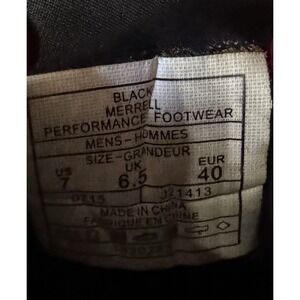 BLACK
MERRELL
PERFORMANCE FOOTWEAR
MENS-HOMMES
SIZE-GRANDEUR
US UK EUR
7 6.5 40
0715 J21413
MADE IN CHINA
FABRIQUE EN CHINE